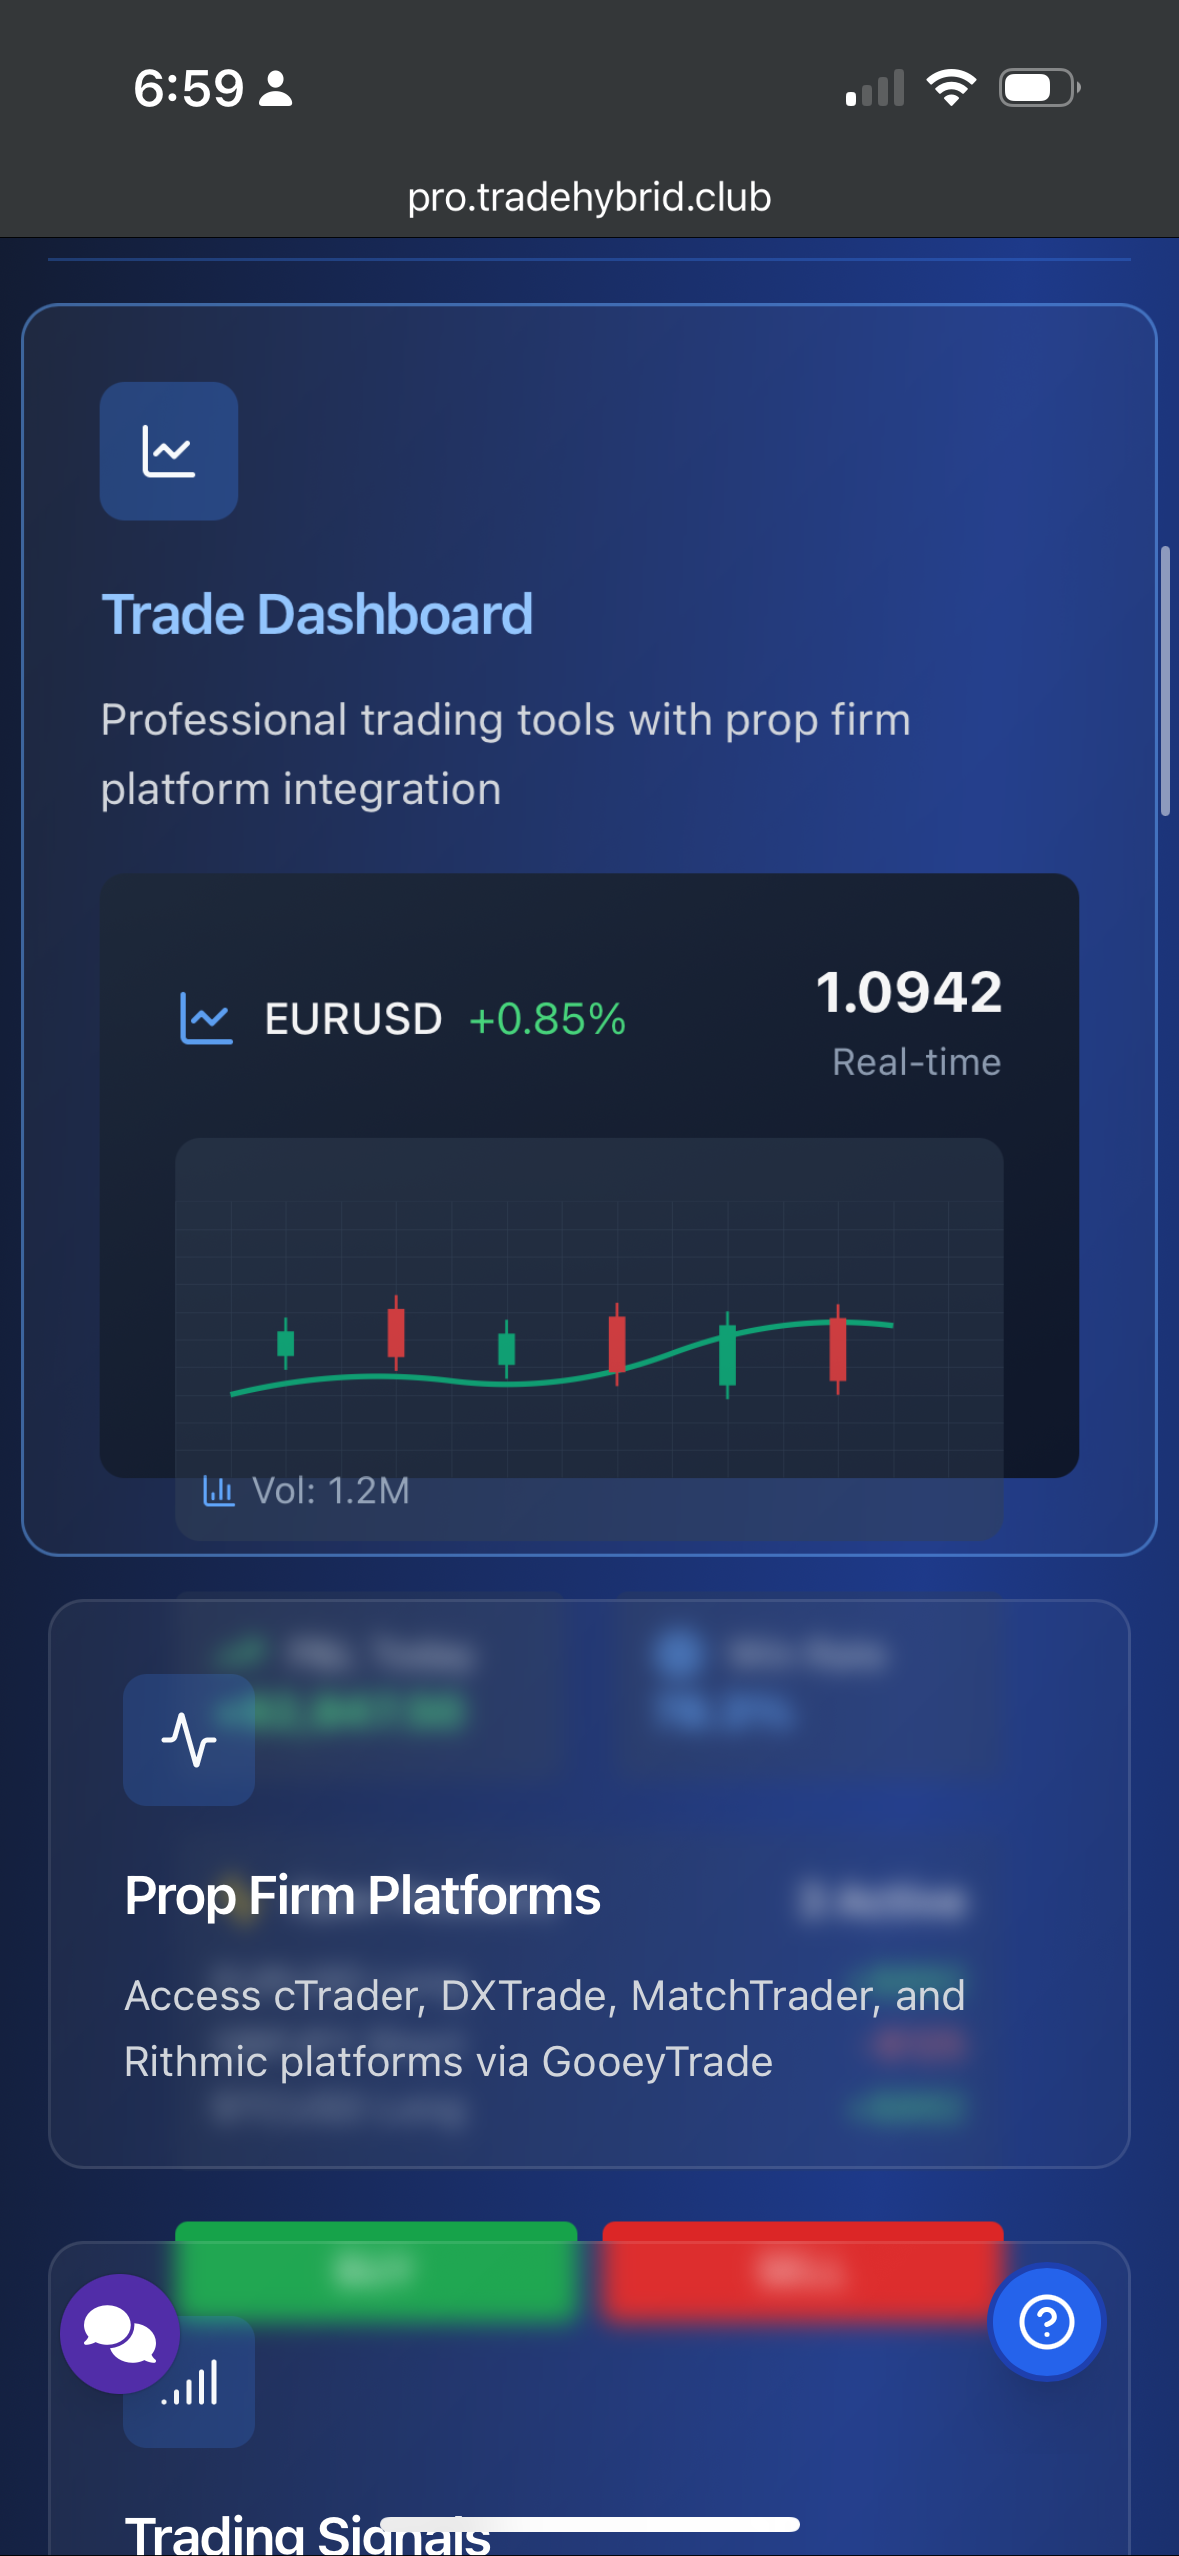 6:59
pro.tradehybrid.club
Trade Dashboard
Professional trading tools with prop firm
platform integration
EURUSD +0.85%
1.0942
Real-time
Vol: 1.2M
Prop Firm Platforms
Access cTrader, DXTrade, MatchTrader, and
Rithmic platforms via GooeyTrade
Trading Signals